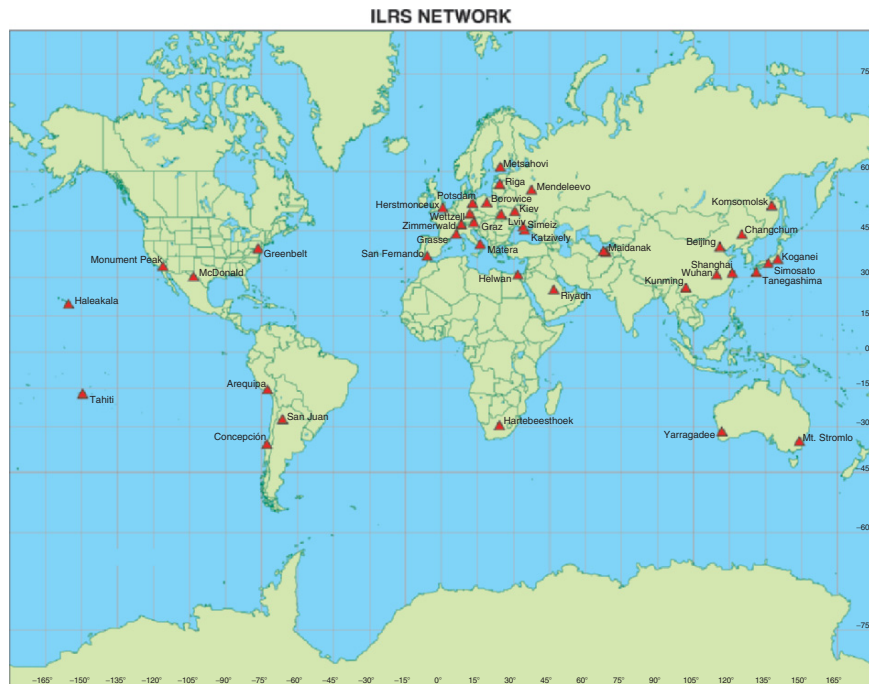 ILRS NETWORK
75
Metsahovi
60
Riga
Mendeleevo
Potsdam
Borowice
Herstmonceux
Kiev
Komsomolsk
Wettzell
Lviv
Simeiz
Zimmerwald
Graz
Changchum
45
Katzively
Grasse
Beijing
Matera
Maldanak
Greenbelt
San Fernando
Koganei
Monument Peak
Shanghai
McDonald
Wuhan
Simosato
30
Helwan
Kunming
Tanegashima
Riyadh
Haleakala
15
0
Arequipa
–15
Tahiti
San Juan
Hartebeesthoek
–30
Concepción
Yarragadee
Mt. Stromlo
–45
–60
–75
–165° –150° –135° –120° –105° –90° –75° –60° –45° –30° –15° 0° 15° 30° 45° 60° 75° 90° 105° 120° 135° 150° 165°